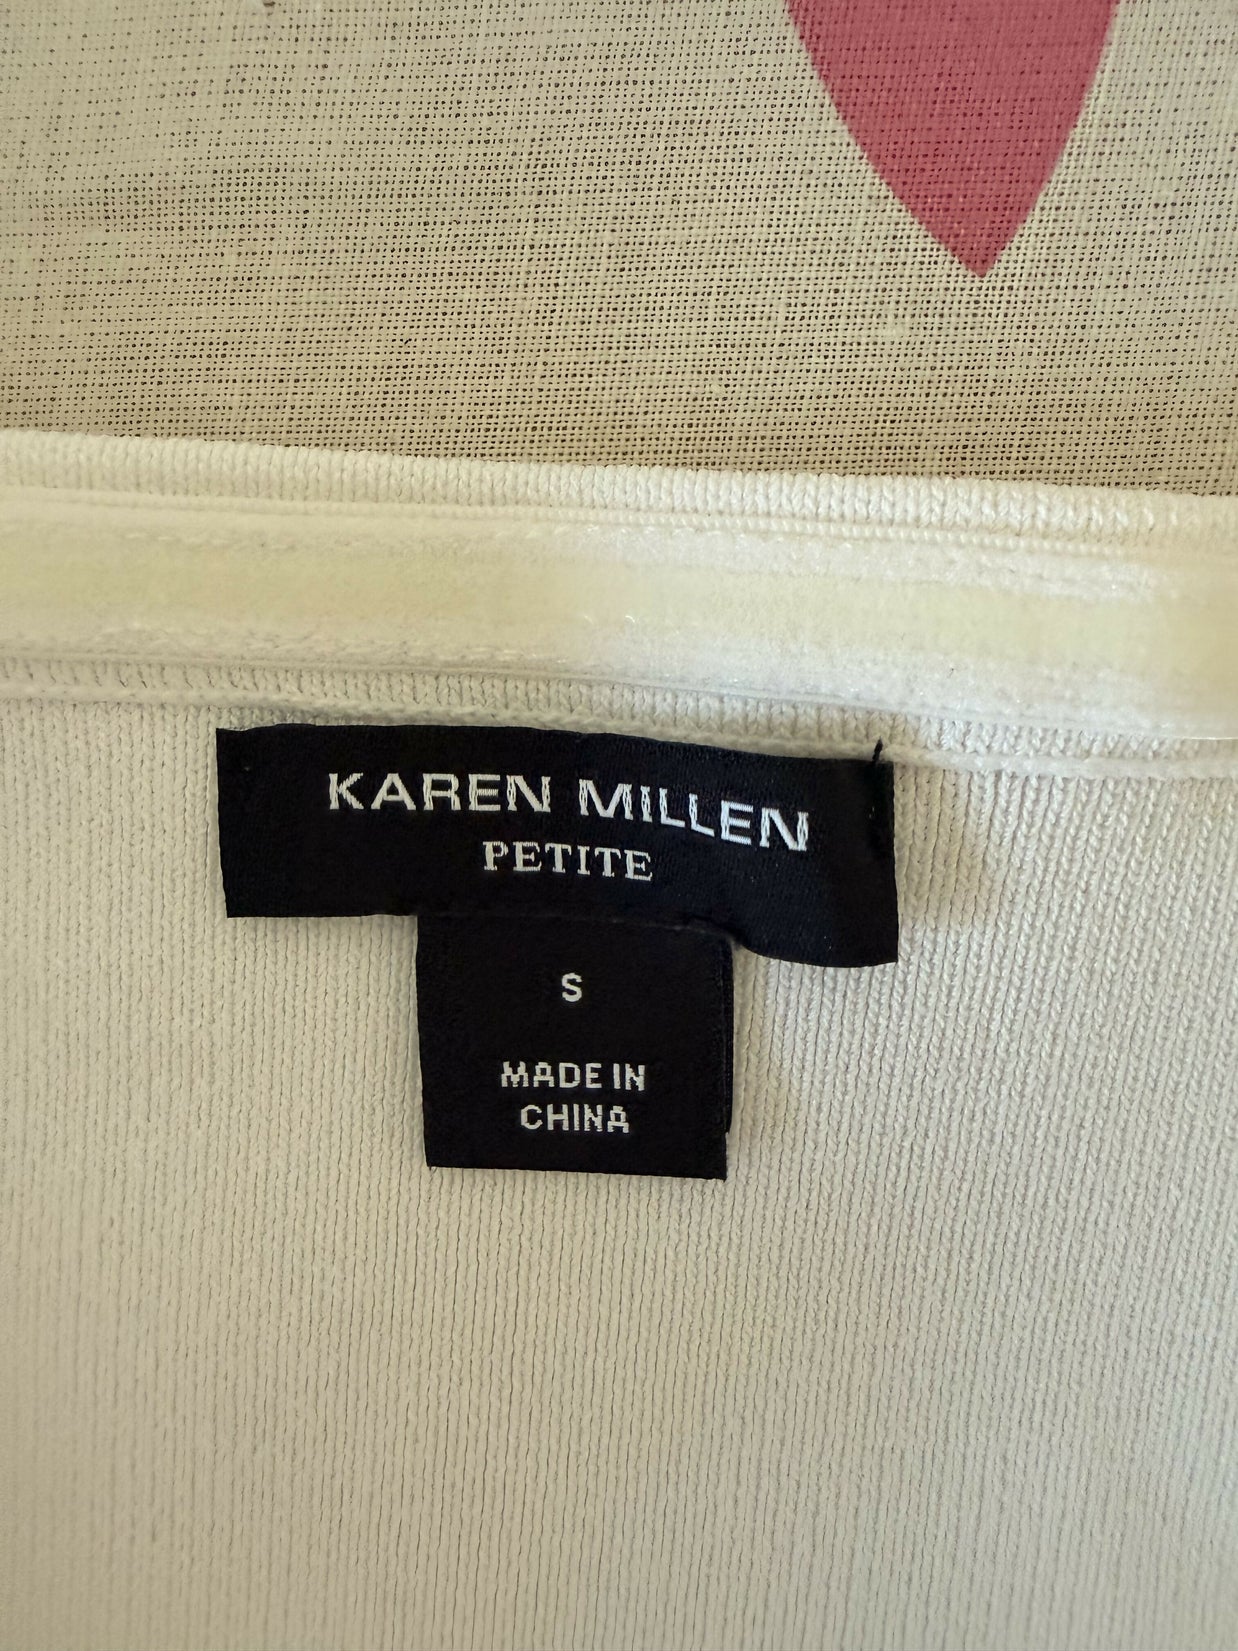 KAREN MILLEN
PETITE
S
MADE IN
CHINA